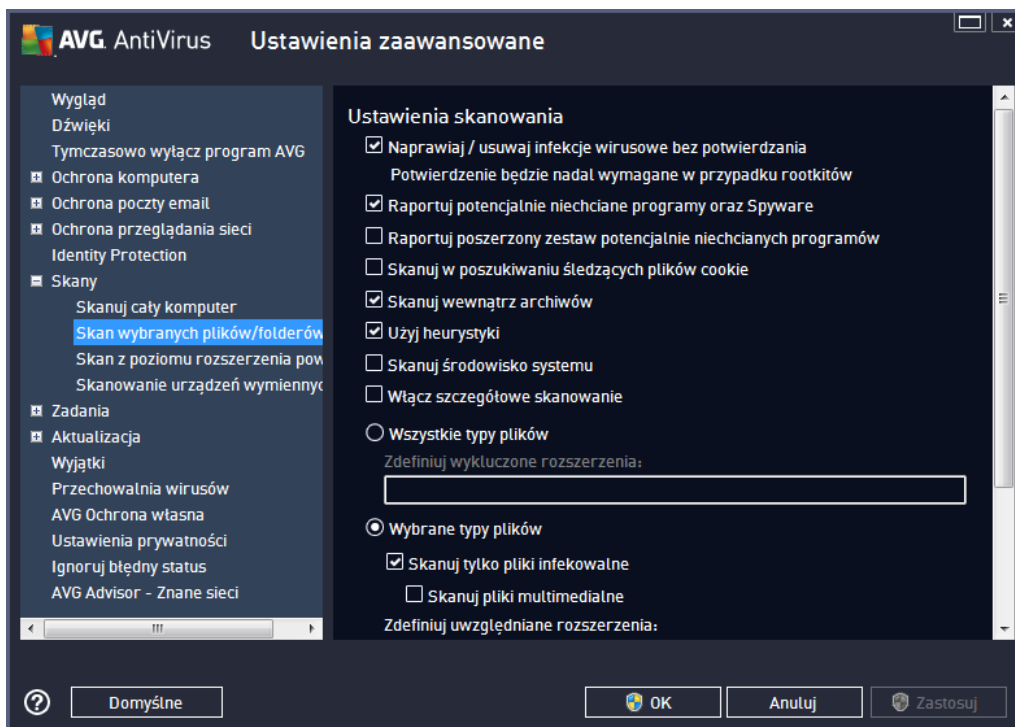 AVG AntiVirus Ustawienia zaawansowane
Wygląd
Dźwięki
Tymczasowo wyłącz program AVG
Ochrona komputera
Ochrona poczty email
Ochrona przeglądania sieci
Identity Protection
Skany
Skanuj cały komputer
Skan wybranych plików/folderów
Skan z poziomu rozszerzenia pow
Skanowanie urządzeń wymiennyc
Zadania
Aktualizacja
Wyjątki
Przechowalnia wirusów
AVG Ochrona własna
Ustawienia prywatności
Ignoruj błędny status
AVG Advisor - Znane sieci
Ustawienia skanowania
Naprawiaj / usuwaj infekcje wirusowe bez potwierdzania
Potwierdzenie będzie nadal wymagane w przypadku rootkitów
Raportuj potencjalnie niechciane programy oraz Spyware
Raportuj poszerzony zestaw potencjalnie niechcianych programów
Skanuj w poszukiwaniu śledzących plików cookie
Skanuj wewnątrz archiwów
Użyj heurystyki
Skanuj środowisko systemu
Włącz szczegółowe skanowanie
Wszystkie typy plików
Zdefiniuj wykluczone rozszerzenia:
Wybrane typy plików
Skanuj tylko pliki infekowalne
Skanuj pliki multimedialne
Zdefiniuj uwzględniane rozszerzenia:
Domyślne
OK
Anuluj
Zastosuj